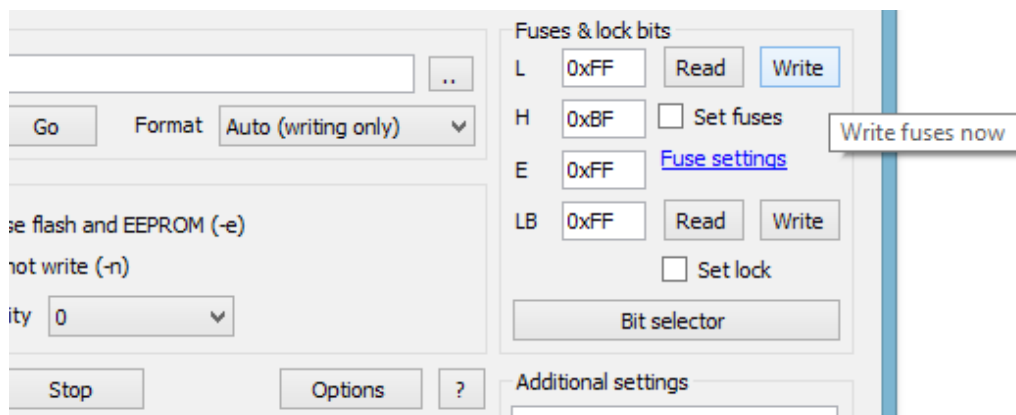 Fuses & lock bits
L 0xFF Read Write
..
Go Format Auto (writing only)
H 0xBF Set fuses
Write fuses now
E 0xFF Fuse settings
se flash and EEPROM (-e)
LB 0xFF Read Write
not write (-n)
Set lock
ity 0
Bit selector
Stop Options ?
Additional settings